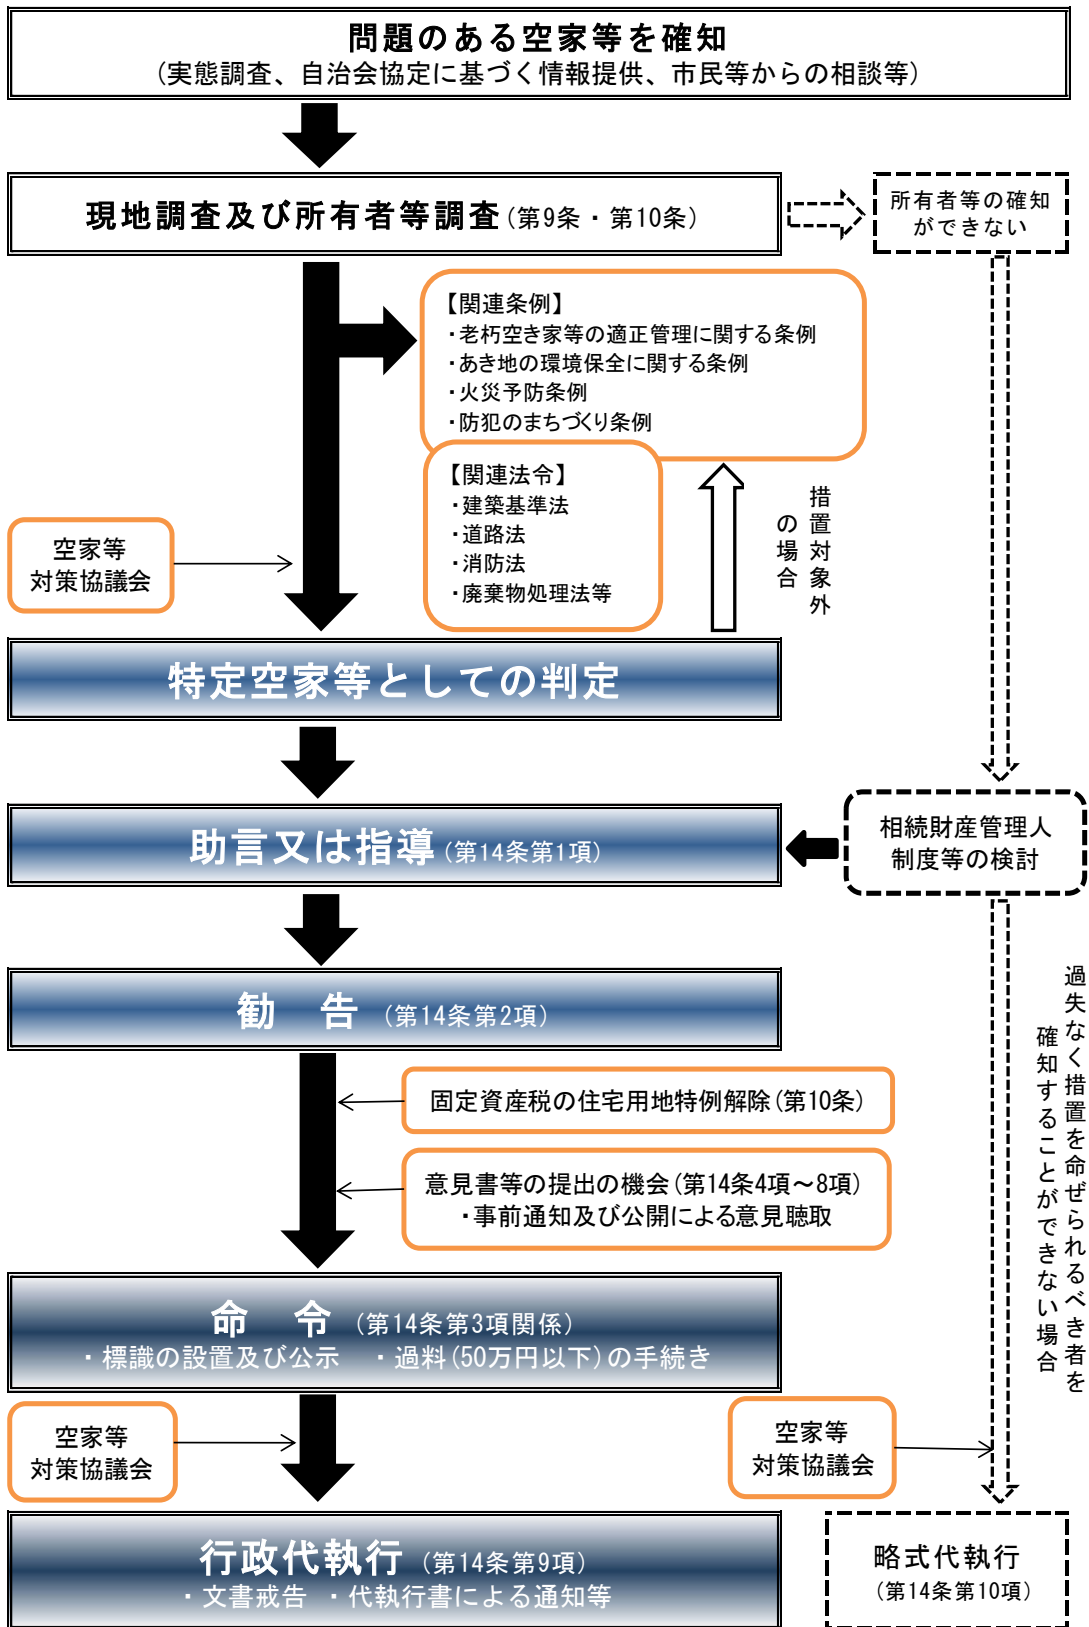 問題のある空家等を確知
(実態調査、自治会協定に基づく情報提供、市民等からの相談等)
現地調査及び所有者等調査(第9条・第10条)
所有者等の確知
ができない
【関連条例】
・老朽空き家等の適正管理に関する条例
・あき地の環境保全に関する条例
・火災予防条例
・防犯のまちづくり条例
【関連法令】
・建築基準法
・道路法
・消防法
・廃棄物処理法等
措置対象外
の場合
空家等
対策協議会
特定空家等としての判定
助言又は指導(第14条第1項)
相続財産管理人
制度等の検討
勧 告 (第14条第2項)
固定資産税の住宅用地特例解除(第10条)
意見書等の提出の機会(第14条4項～8項)
・事前通知及び公開による意見聴取
過失なく措置を命ぜられるべき者を
確知することができない場合
命 令 (第14条第3項関係)
・標識の設置及び公示 ・過料(50万円以下)の手続き
空家等
対策協議会
空家等
対策協議会
行政代執行 (第14条第9項)
・文書戒告 ・代執行書による通知等
略式代執行
(第14条第10項)